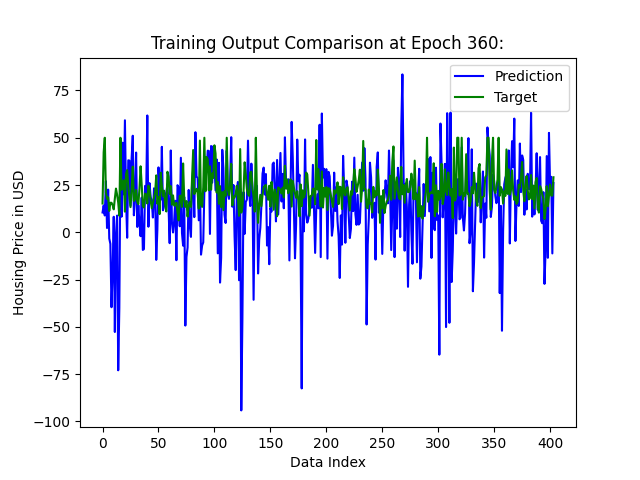 Training Output Comparison at Epoch 360:
Prediction
Target
75
50
25
0
−25
−50
−75
−100
Housing Price in USD
0 50 100 150 200 250 300 350 400
Data Index